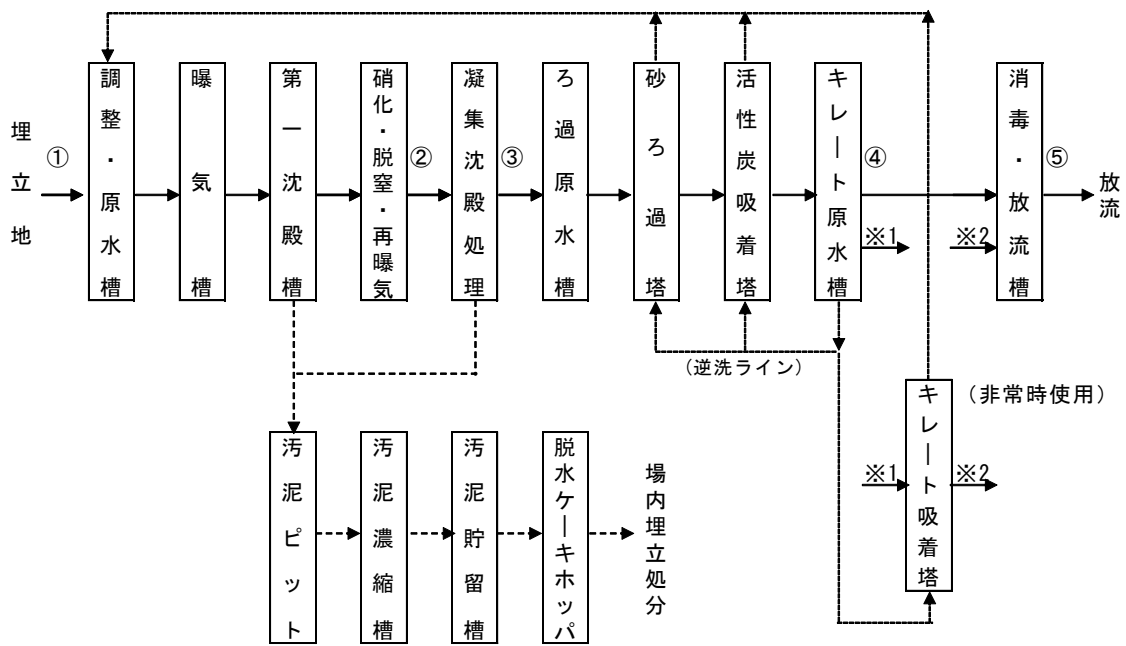 埋立地
①
調整・原水槽
曝気槽
第一沈殿槽
硝化・脱窒・再曝気
②
凝集沈殿処理
③
ろ過原水槽
砂ろ過塔
活性炭吸着塔
キレート原水槽
④
※1
※2
消毒・放流槽
⑤
放流
（逆洗ライン）
キレート吸着塔
（非常時使用）
※1
※2
汚泥ピット
汚泥濃縮槽
汚泥貯留槽
脱水ケーキホッパ
場内埋立処分